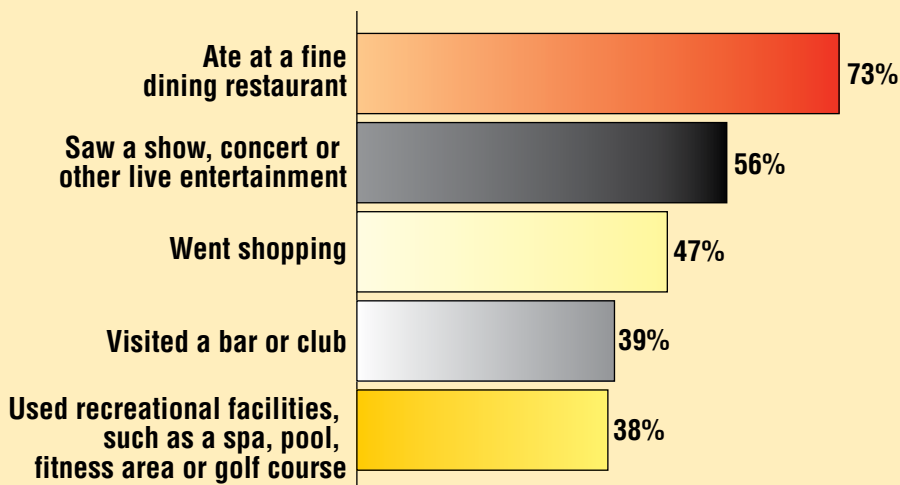 Ate at a fine
dining restaurant
73%
Saw a show, concert or
other live entertainment
56%
Went shopping
47%
Visited a bar or club
39%
Used recreational facilities,
such as a spa, pool,
fitness area or golf course
38%